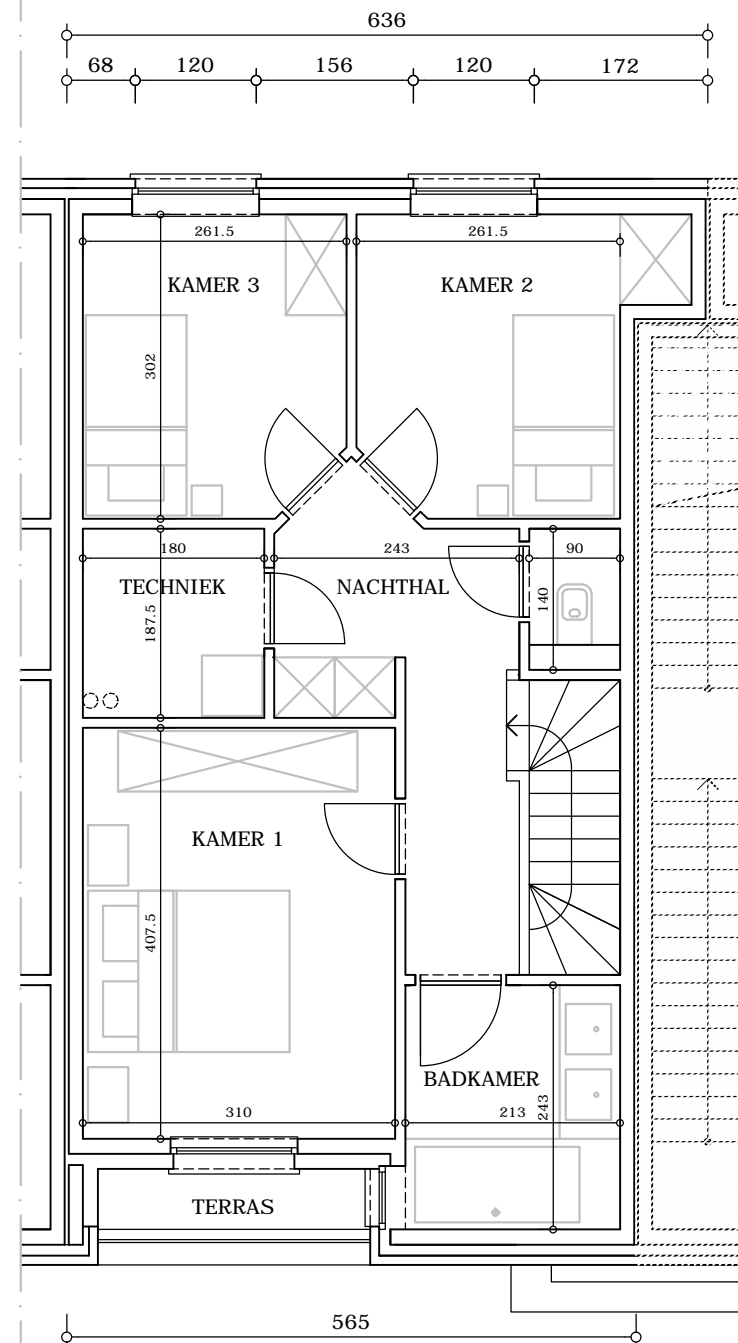 636
68 120 156 120 172
261.5 261.5
KAMER 3 KAMER 2
302
180 243 90
TECHNIEK NACHTHAL
140
187.5
KAMER 1
407.5
BADKAMER
243
310 213
TERRAS
565